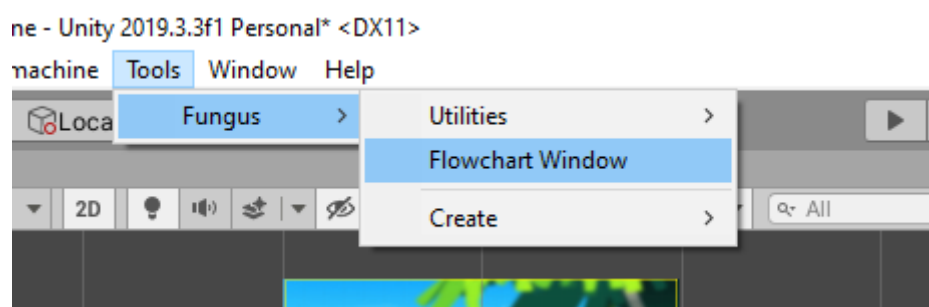 ne - Unity 2019.3.3f1 Personal* <DX11>
machine Tools Window Help
Loca Fungus > Utilities >
Flowchart Window
2D All
Create >